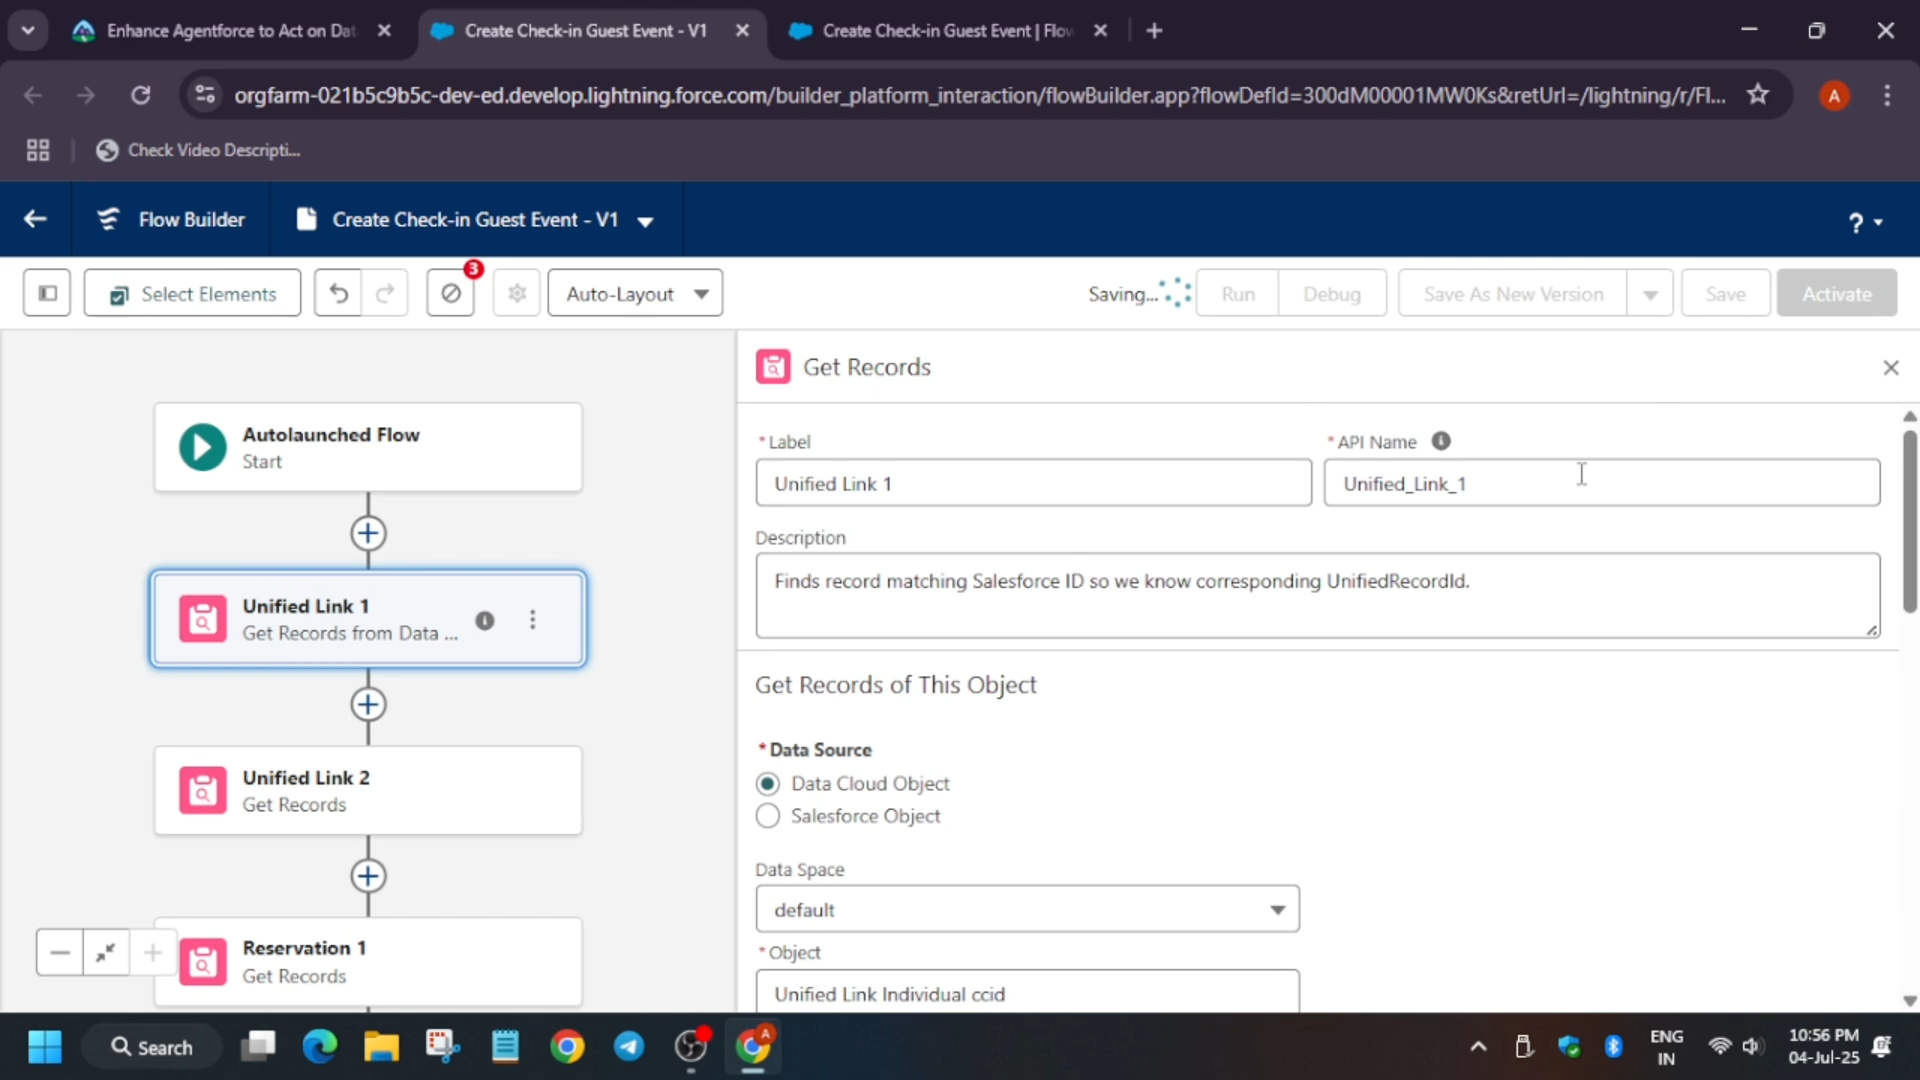 Enhance Agentforce to Act on Dat
Create Check-in Guest Event - V1
Create Check-in Guest Event | Flow
orgfarm-021b5c9b5c-dev-ed.develop.lightning.force.com/builder_platform_interaction/flowBuilder.app?flowDefId=300dM00001MW0Ks&retUrl=/lightning/r/Fl...
A
Check Video Descripti...
Flow Builder
Create Check-in Guest Event - V1
?
Select Elements
3
Auto-Layout
Saving...
Run
Debug
Save As New Version
Save
Activate
Autolaunched Flow
Start
Unified Link 1
Get Records from Data ...
Unified Link 2
Get Records
Reservation 1
Get Records
Get Records
* Label
* API Name
Unified Link 1
Unified_Link_1
Description
Finds record matching Salesforce ID so we know corresponding UnifiedRecordId.
Get Records of This Object
* Data Source
Data Cloud Object
Salesforce Object
Data Space
default
* Object
Unified Link Individual ccid
Search
A
ENG
IN
10:56 PM
04-Jul-25